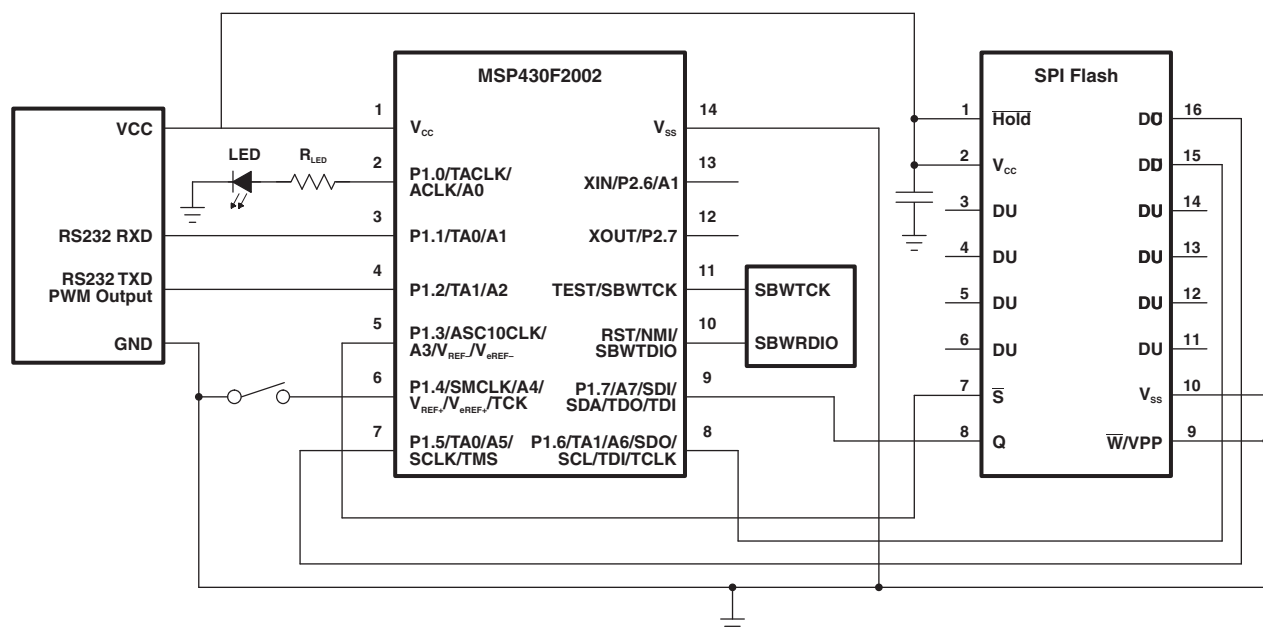 VCC
RS232 RXD
RS232 TXD
PWM Output
GND
LED
R_LED
MSP430F2002
1
V_CC
2
P1.0/TACLK/
ACLK/A0
3
P1.1/TA0/A1
4
P1.2/TA1/A2
5
P1.3/ASC10CLK/
A3/V_REF–/V_eREF–
6
P1.4/SMCLK/A4/
V_REF+/V_eREF+/TCK
7
P1.5/TA0/A5/
SCLK/TMS
14
V_SS
13
XIN/P2.6/A1
12
XOUT/P2.7
11
TEST/SBWTCK
10
RST/NMI/
SBWTDIO
9
P1.7/A7/SDI/
SDA/TDO/TDI
8
P1.6/TA1/A6/SDO/
SCL/TDI/TCLK
SBWTCK
SBWRDIO
SPI Flash
1
Hold
2
V_CC
3
DU
4
DU
5
DU
6
DU
7
S
8
Q
16
15
14
DU
13
DU
12
DU
11
DU
10
V_SS
9
W/VPP